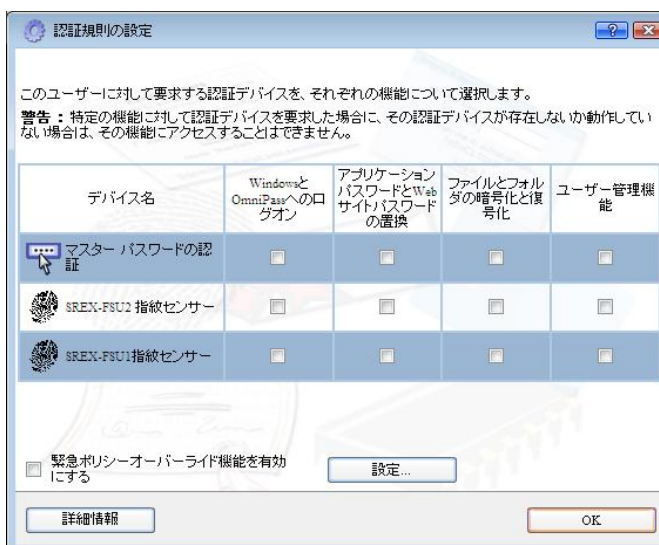 認証規則の設定
このユーザーに対して要求する認証デバイスを、それぞれの機能について選択します。
警告 : 特定の機能に対して認証デバイスを要求した場合に、その認証デバイスが存在しないか動作してい
ない場合は、その機能にアクセスすることはできません。
デバイス名
Windowsと
OmniPassへのロ
グオン
アプリケーション
パスワードとWeb
サイトパスワード
の置換
ファイルとフォル
ダの暗号化と復
号化
ユーザー管理機
能
マスター パスワードの認
証
SREX-FSU2 指紋センサー
SREX-FSU1指紋センサー
緊急ポリシーオーバーライド機能を有効
にする
設定...
詳細情報
OK